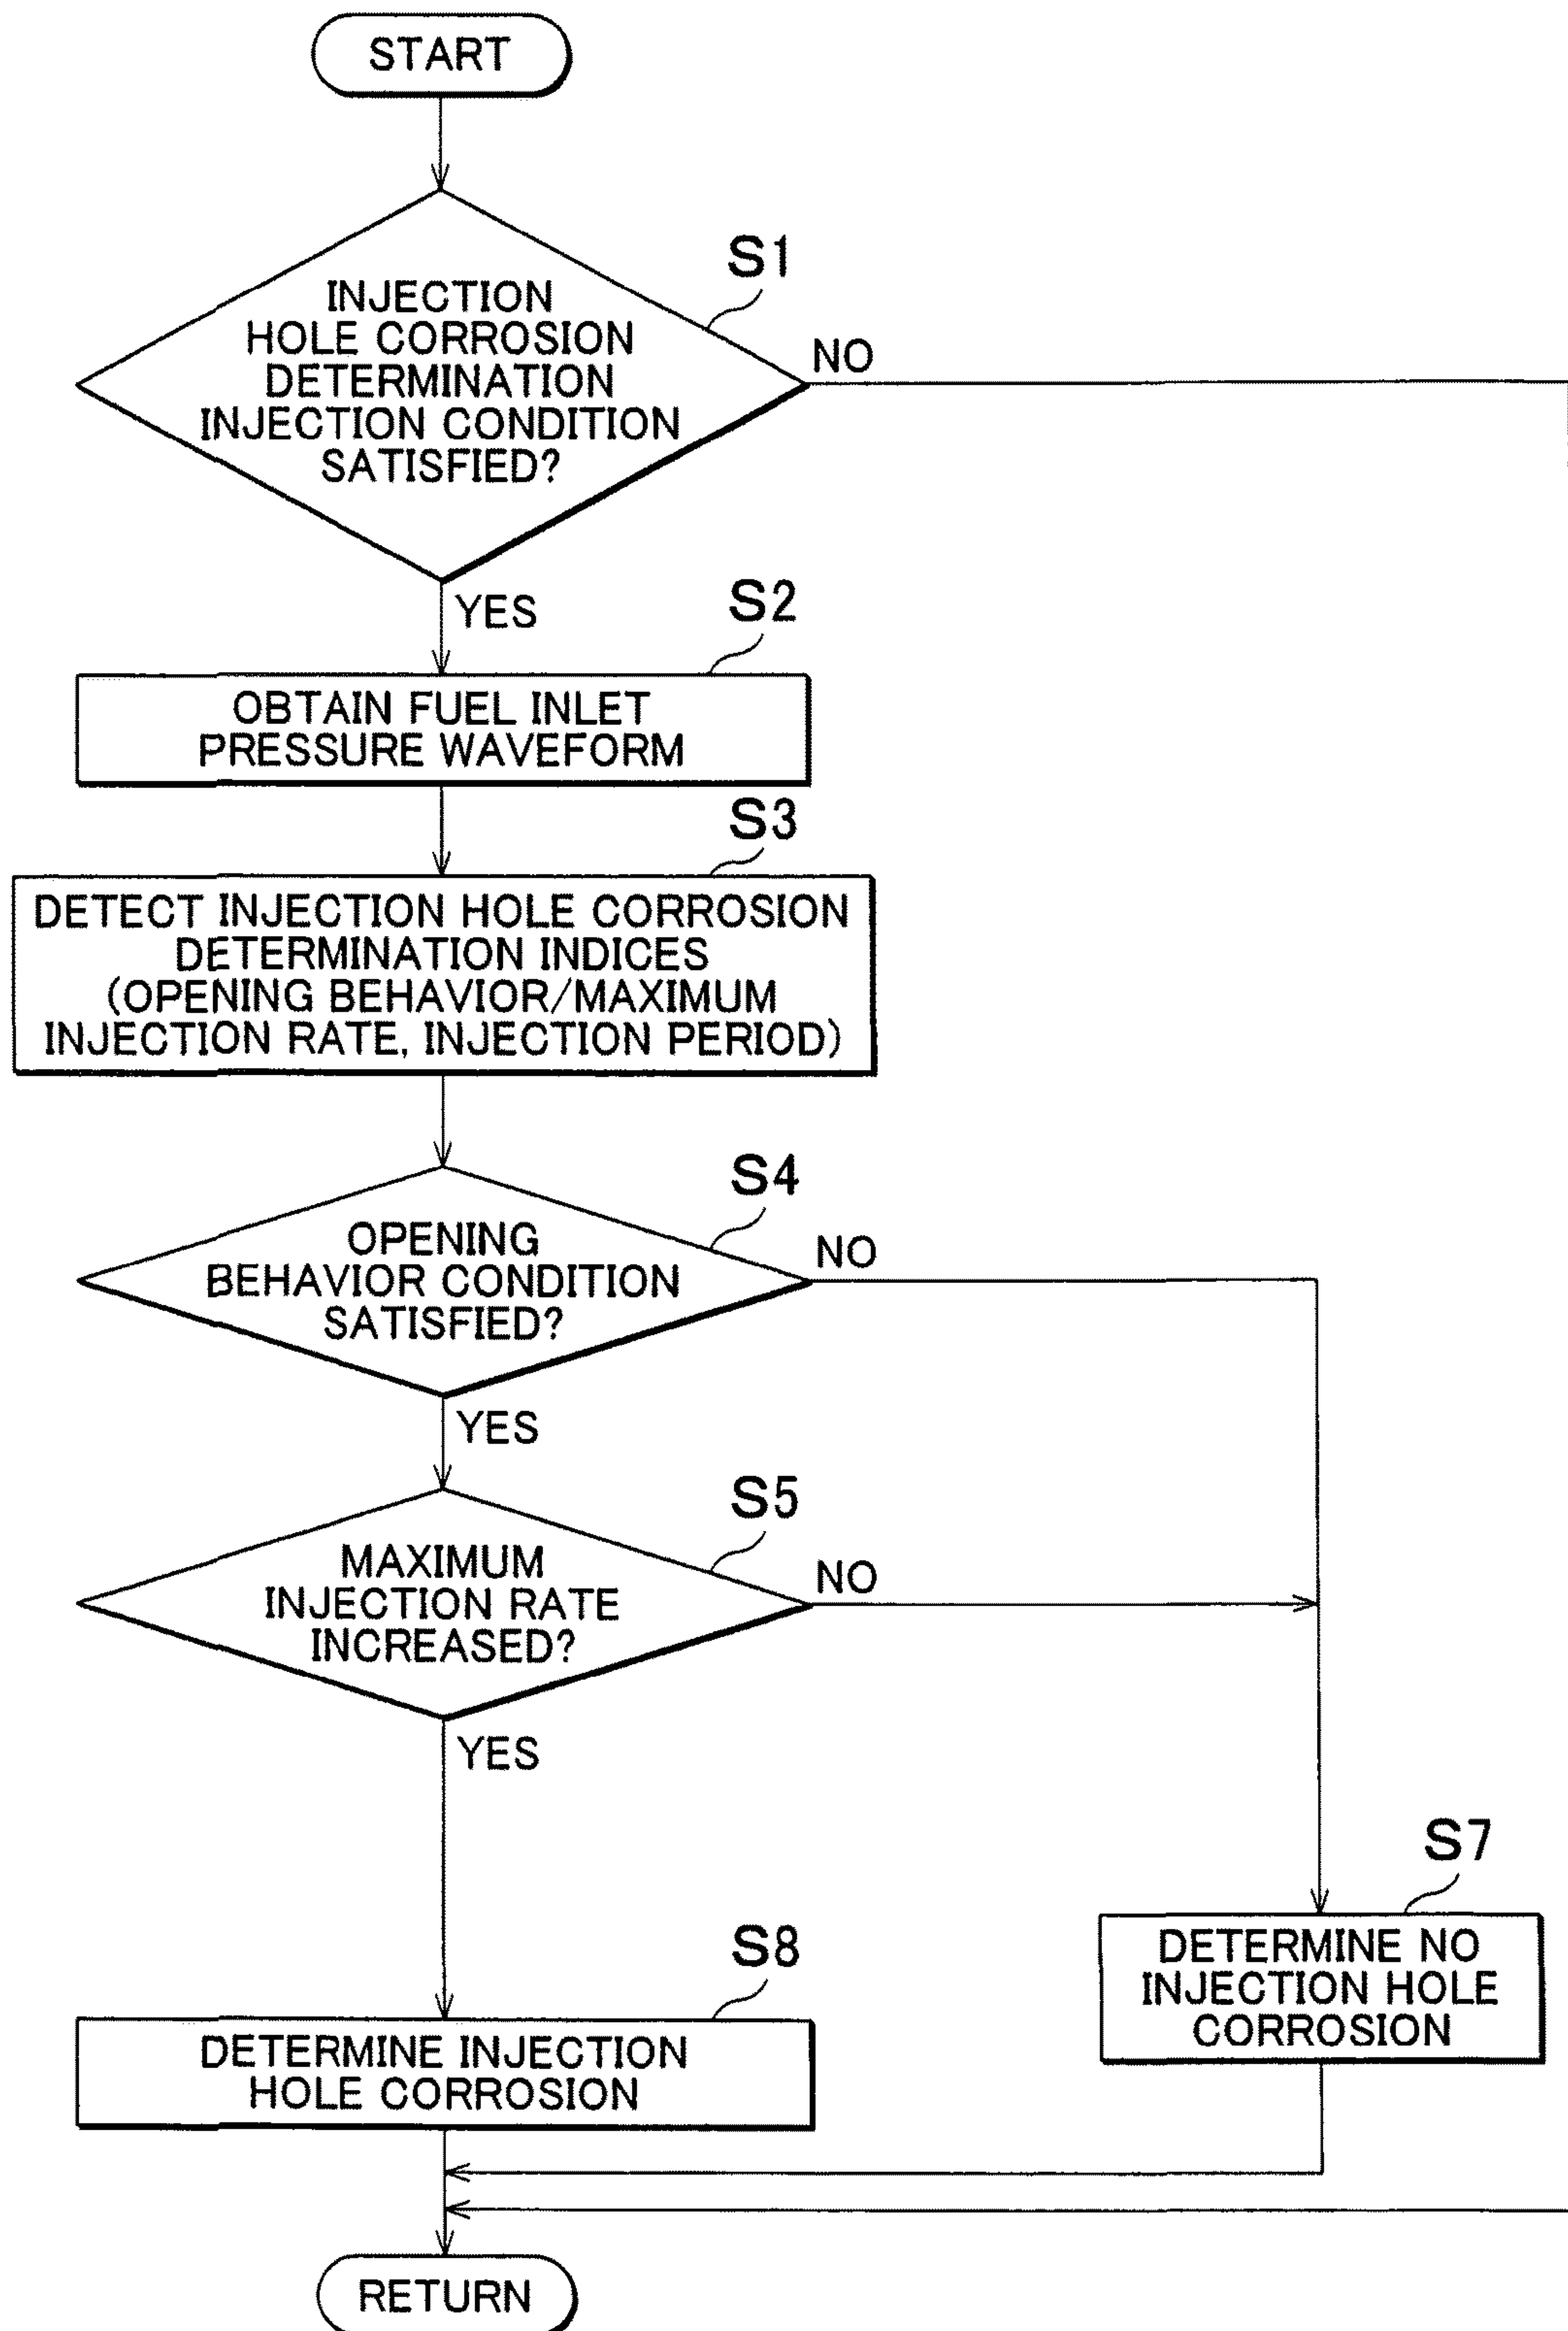 START
S1
INJECTION
HOLE CORROSION
DETERMINATION
INJECTION CONDITION
SATISFIED?
NO
YES
S2
OBTAIN FUEL INLET
PRESSURE WAVEFORM
S3
DETECT INJECTION HOLE CORROSION
DETERMINATION INDICES
(OPENING BEHAVIOR/MAXIMUM
INJECTION RATE, INJECTION PERIOD)
S4
OPENING
BEHAVIOR CONDITION
SATISFIED?
NO
YES
S5
MAXIMUM
INJECTION RATE
INCREASED?
NO
YES
S7
DETERMINE NO
INJECTION HOLE
CORROSION
S8
DETERMINE INJECTION
HOLE CORROSION
RETURN